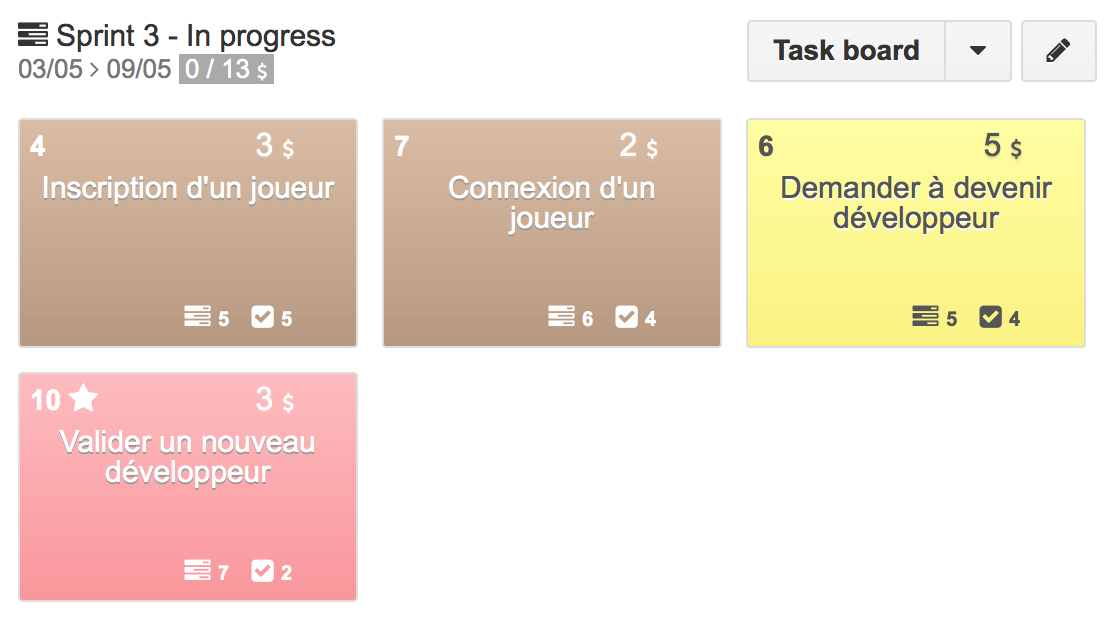 Sprint 3 - In progress
03/05 > 09/05 0 / 13 $
Task board
4 3 $
Inscription d'un joueur
5 5
7 2 $
Connexion d'un
joueur
6 4
6 5 $
Demander à devenir
développeur
5 4
10 3 $
Valider un nouveau
développeur
7 2